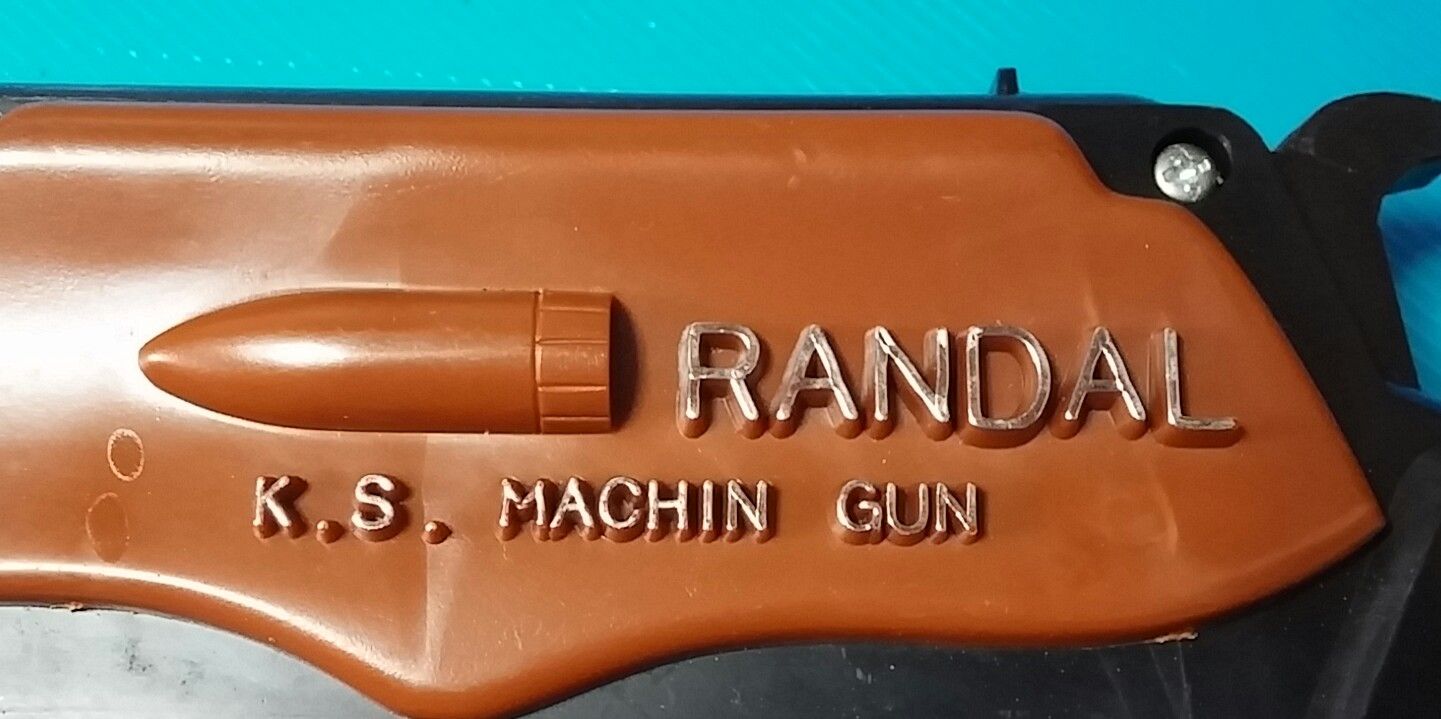 RANDAL
K.S. MACHIN GUN